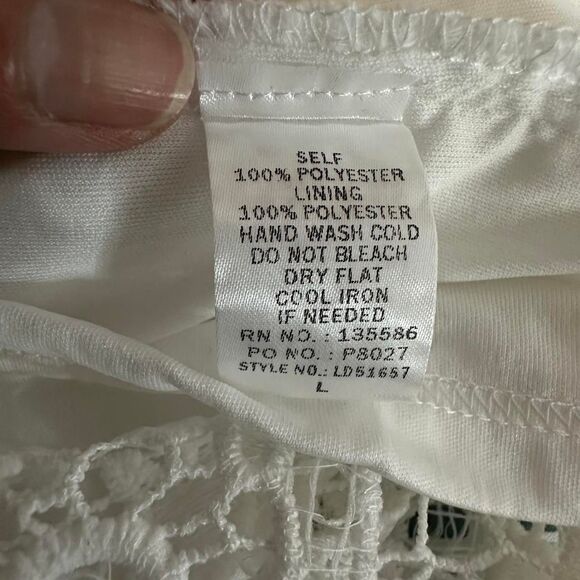 SELF
100% POLYESTER
LINING
100% POLYESTER
HAND WASH COLD
DO NOT BLEACH
DRY FLAT
COOL IRON
IF NEEDED
RN NO.: 135586
PO NO.: P8027
STYLE NO.: LD51657
L